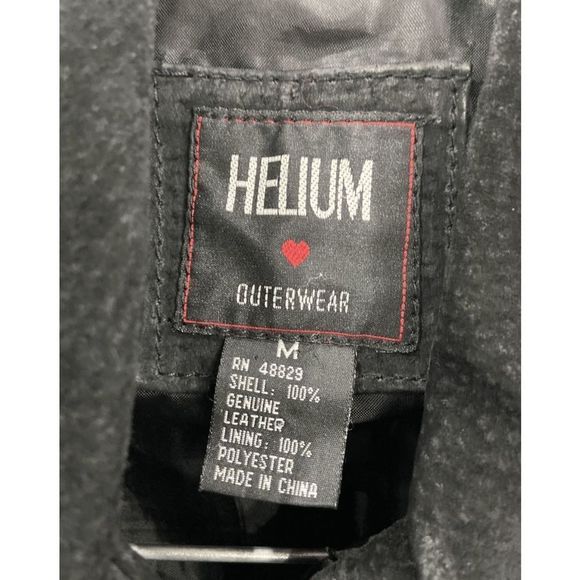 HELIUM
OUTERWEAR
M
RN 48829
SHELL: 100%
GENUINE
LEATHER
LINING: 100%
POLYESTER
MADE IN CHINA